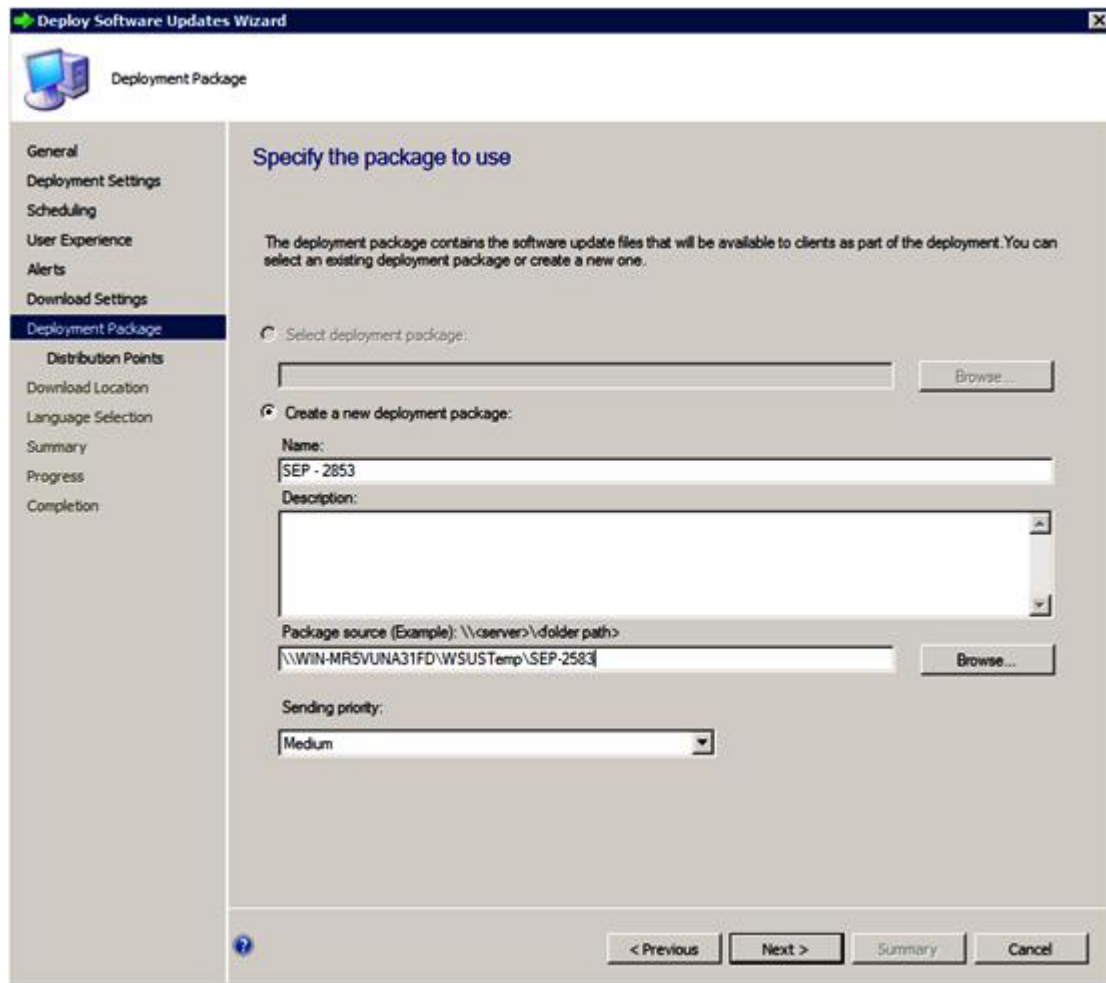 Deploy Software Updates Wizard
Deployment Package
General
Deployment Settings
Scheduling
User Experience
Alerts
Download Settings
Deployment Package
Distribution Points
Download Location
Language Selection
Summary
Progress
Completion
Specify the package to use
The deployment package contains the software update files that will be available to clients as part of the deployment.You can
select an existing deployment package or create a new one.
Select deployment package:
Browse...
Create a new deployment package:
Name:
SEP - 2853
Description:
Package source (Example): \\<server>\<folder path>
\\WIN-MR5VUNA31FD\WSUSTemp\SEP-2583
Browse...
Sending priority:
Medium
< Previous
Next >
Summary
Cancel